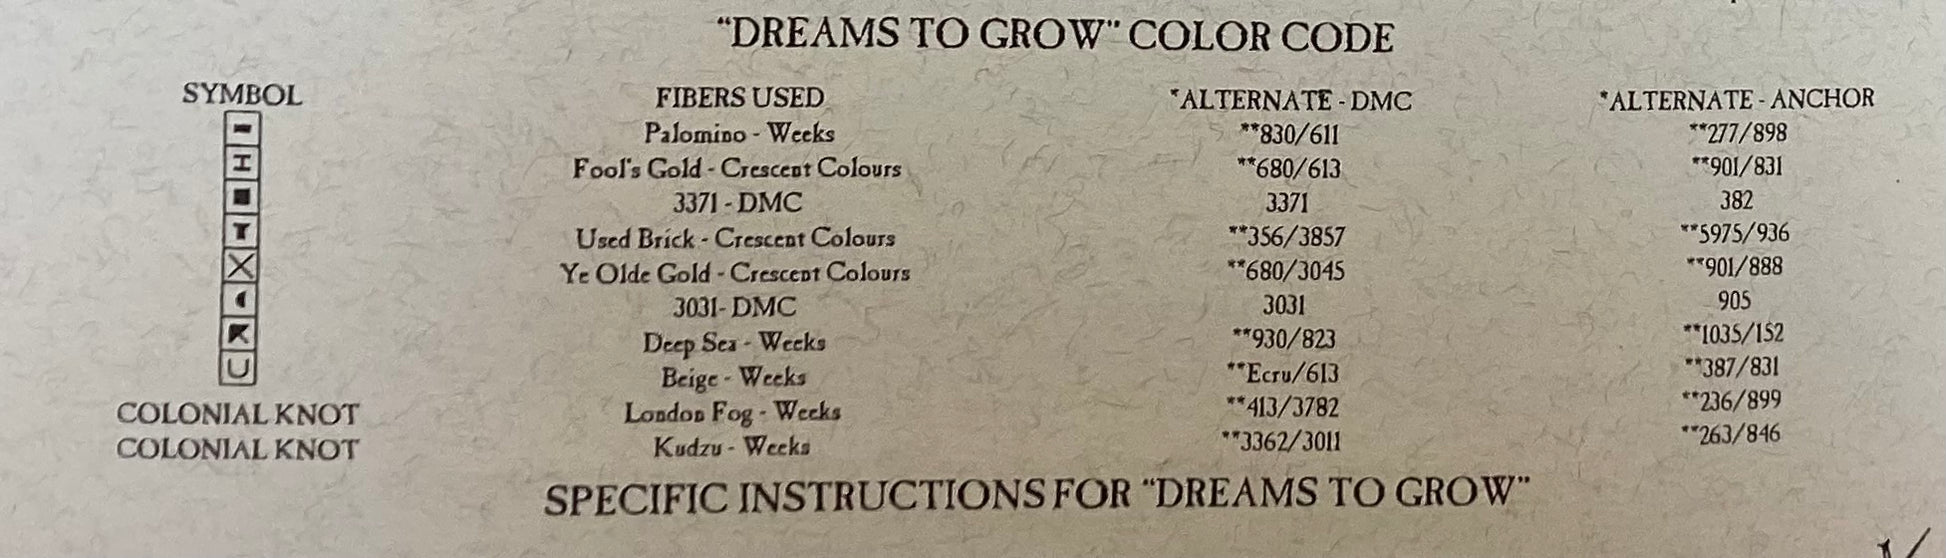 "DREAMS TO GROW" COLOR CODE
SYMBOL FIBERS USED *ALTERNATE - DMC *ALTERNATE - ANCHOR
Palomino - Weeks **830/611 **277/898
Fool's Gold - Crescent Colours **680/613 **901/831
3371 - DMC 3371 382
Used Brick - Crescent Colours **356/3857 **5975/936
Ye Olde Gold - Crescent Colours **680/3045 **901/888
3031- DMC 3031 905
Deep Sea - Weeks **930/823 **1035/152
Beige - Weeks **Ecru/613 **387/831
COLONIAL KNOT London Fog - Weeks **413/3782 **236/899
COLONIAL KNOT Kudzu - Weeks **3362/3011 **263/846
SPECIFIC INSTRUCTIONS FOR "DREAMS TO GROW"